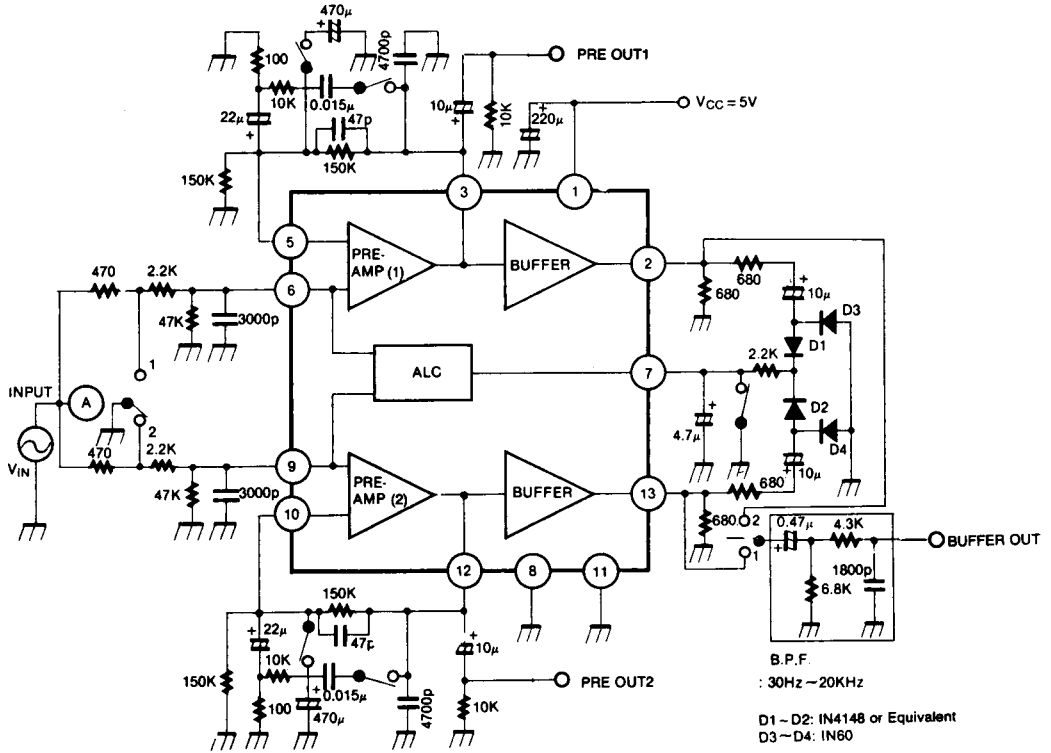 470μ
4700p
100
PRE OUT1
10K
0.015μ
10μ
10K
VCC = 5V
22μ
47p
220μ
150K
150K
3
1
5
PRE-
AMP (1)
BUFFER
2
680
680
470
2.2K
6
10μ
D3
47K
3000p
D1
1
ALC
7
2.2K
INPUT
A
D2
4.7μ
D4
2
VIN
470
2.2K
9
10μ
47K
3000p
PRE-
AMP (2)
BUFFER
13
680
10
680
2
0.47μ
4.3K
BUFFER OUT
1
12
8
11
1800p
6.8K
150K
22μ
47p
10μ
B.P.F.
10K
150K
0.015μ
4700p
PRE OUT2
: 30Hz ~ 20KHz
100
470μ
10K
D1 ~ D2: IN4148 or Equivalent
D3 ~ D4: IN60